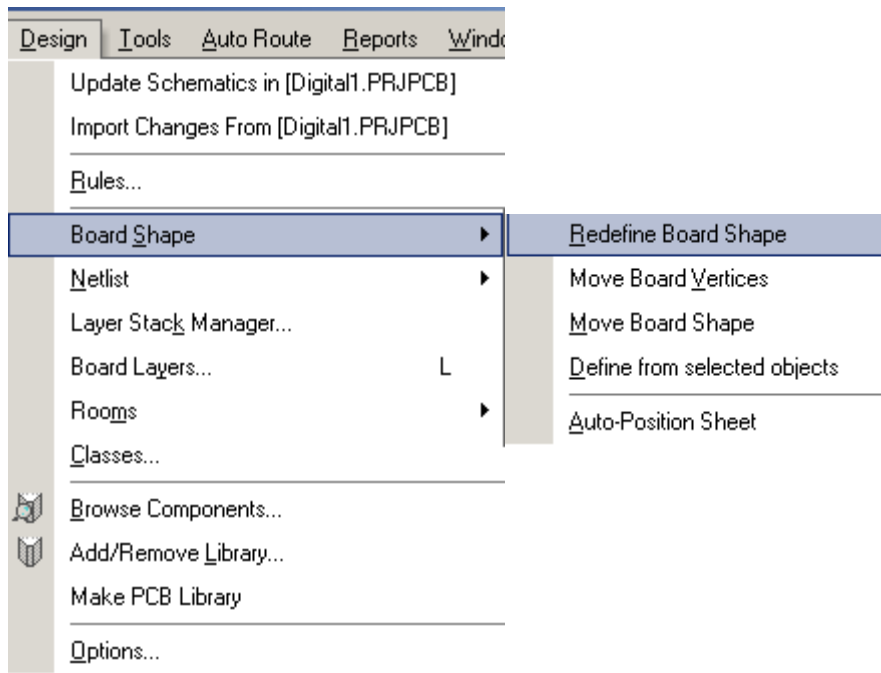 Design Tools Auto Route Reports
Update Schematics in [Digital1.PRJPCB]
Import Changes From [Digital1.PRJPCB]
Rules...
Board Shape
Redefine Board Shape
Netlist
Move Board Vertices
Layer Stack Manager...
Move Board Shape
Board Layers... L
Define from selected objects
Rooms
Auto-Position Sheet
Classes...
Browse Components...
Add/Remove Library...
Make PCB Library
Options...